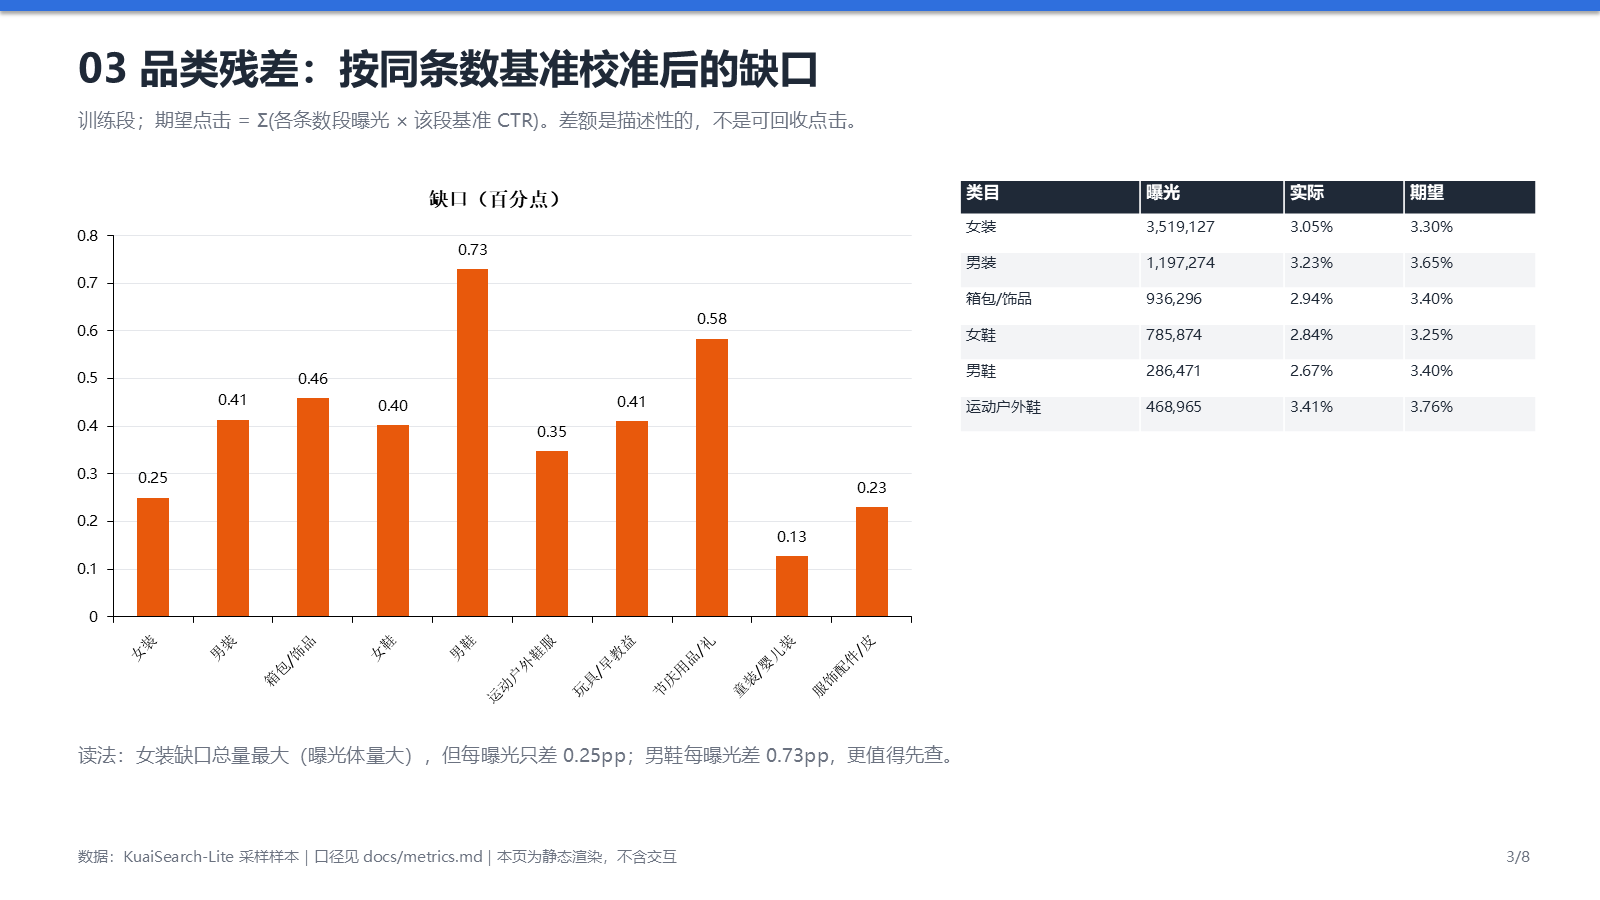 03 品类残差：按同条数基准校准后的缺口
训练段；期望点击 = Σ(各条数段曝光 × 该段基准 CTR)。差额是描述性的，不是可回收点击。
缺口（百分点）
0.8
0.7
0.6
0.5
0.4
0.3
0.2
0.1
0
0.25
0.41
0.46
0.40
0.73
0.35
0.41
0.58
0.13
0.23
女装
男装
箱包/饰品
女鞋
男鞋
运动户外鞋服
玩具/早教益
节庆用品/礼
童装/婴儿装
服饰配件/皮
类目 曝光 实际 期望
女装 3,519,127 3.05% 3.30%
男装 1,197,274 3.23% 3.65%
箱包/饰品 936,296 2.94% 3.40%
女鞋 785,874 2.84% 3.25%
男鞋 286,471 2.67% 3.40%
运动户外鞋 468,965 3.41% 3.76%
读法：女装缺口总量最大（曝光体量大），但每曝光只差 0.25pp；男鞋每曝光差 0.73pp，更值得先查。
数据：KuaiSearch-Lite 采样样本 | 口径见 docs/metrics.md | 本页为静态渲染，不含交互
3/8